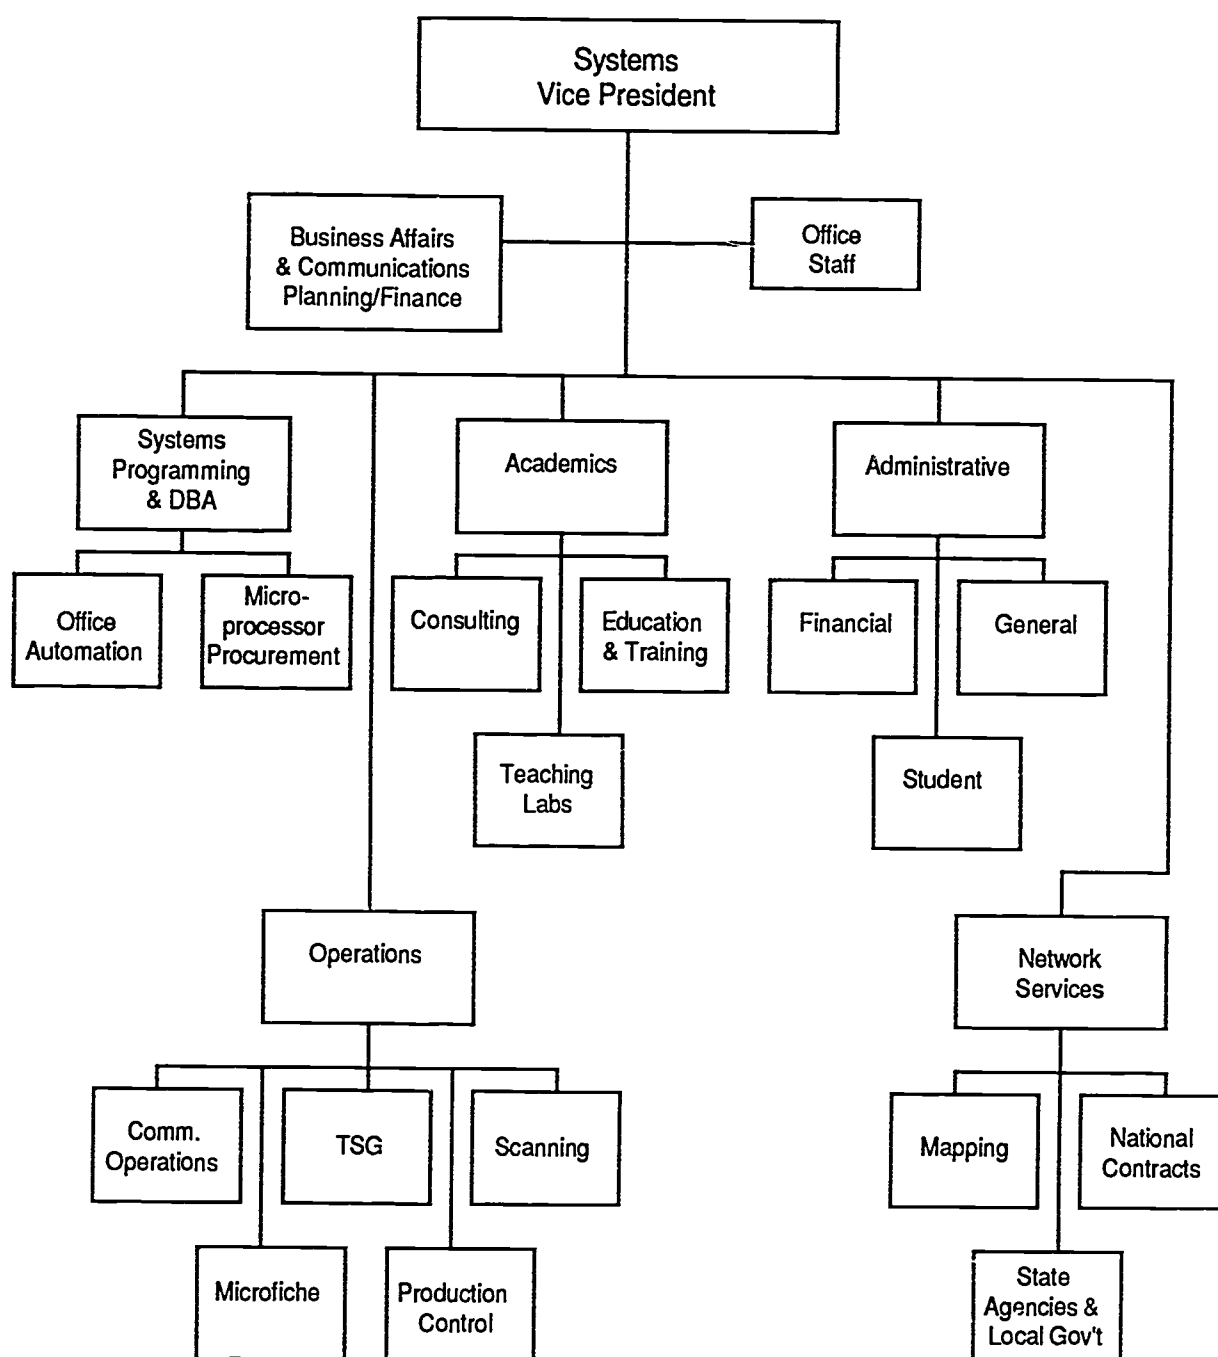 Systems
Vice President
Business Affairs
& Communications
Planning/Finance
Office
Staff
Systems
Programming
& DBA
Academics
Administrative
Office
Automation
Micro-
processor
Procurement
Consulting
Education
& Training
Financial
General
Teaching
Labs
Student
Operations
Network
Services
Comm.
Operations
TSG
Scanning
Mapping
National
Contracts
Microfiche
Production
Control
State
Agencies &
Local Gov't